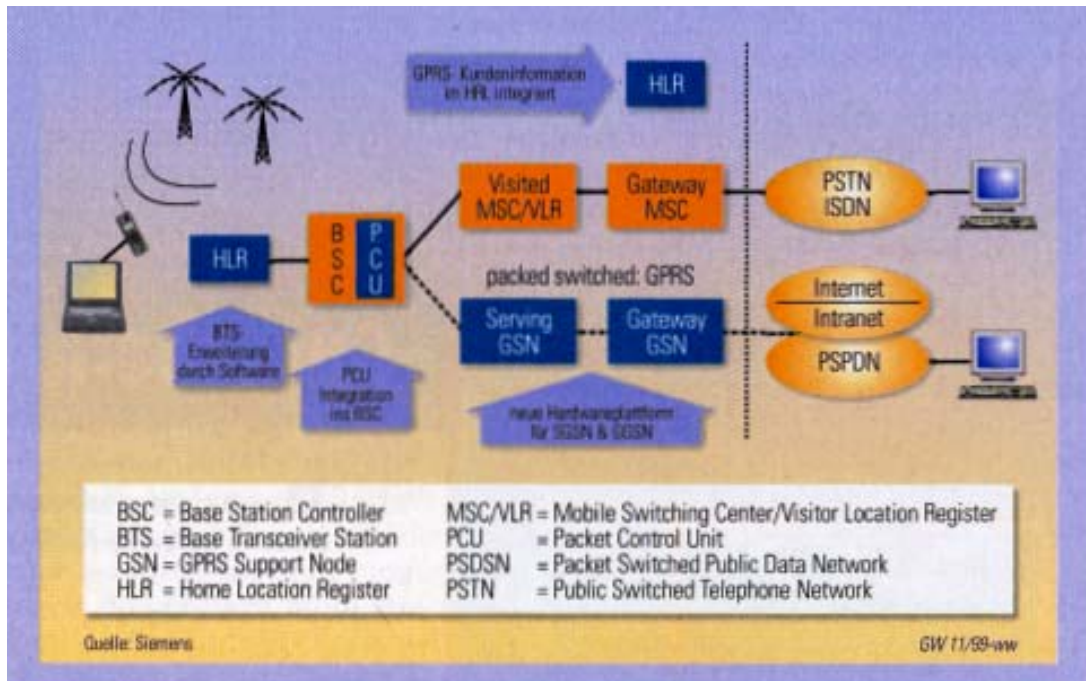 GPRS- Kundeninformation
im HRL integriert
HLR
Visited
MSC/VLR
Gateway
MSC
PSTN
ISDN
HLR
B
S
C
P
C
U
packed switched: GPRS
Serving
GSN
Gateway
GSN
Internet
Intranet
PSPDN
BTS-
Erweiterung
durch Software
PCU
Integration
ins BSC
neue Hardwareplattform
für SGSN & GGSN
BSC = Base Station Controller
BTS = Base Transceiver Station
GSN = GPRS Support Node
HLR = Home Location Register
MSC/VLR = Mobile Switching Center/Visitor Location Register
PCU = Packet Control Unit
PSDSN = Packet Switched Public Data Network
PSTN = Public Switched Telephone Network
Quelle: Siemens
GW 11/99-ww